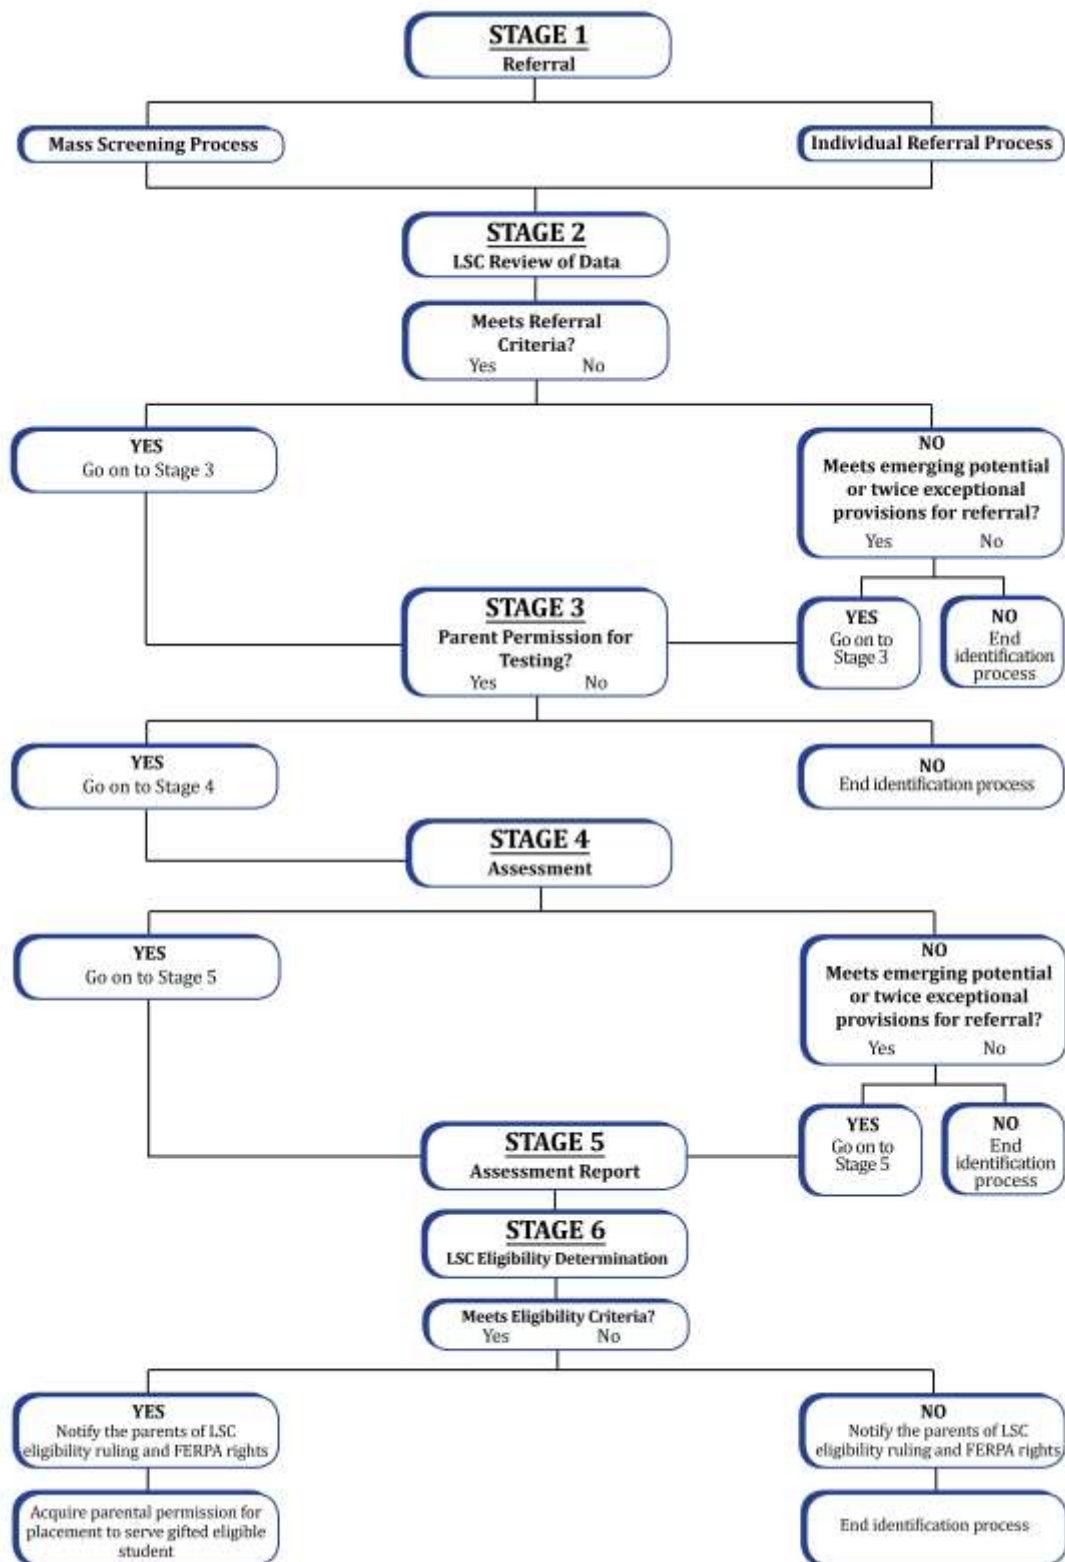 STAGE 1
Referral
Mass Screening Process
Individual Referral Process
STAGE 2
LSC Review of Data
Meets Referral
Criteria?
Yes No
YES
Go on to Stage 3
NO
Meets emerging potential
or twice exceptional
provisions for referral?
Yes No
YES
Go on to
Stage 3
NO
End
identification
process
STAGE 3
Parent Permission for
Testing?
Yes No
YES
Go on to Stage 4
NO
End identification process
STAGE 4
Assessment
YES
Go on to Stage 5
NO
Meets emerging potential
or twice exceptional
provisions for referral?
Yes No
YES
Go on to
Stage 5
NO
End
identification
process
STAGE 5
Assessment Report
STAGE 6
LSC Eligibility Determination
Meets Eligibility Criteria?
Yes No
YES
Notify the parents of LSC
eligibility ruling and FERPA rights
NO
Notify the parents of LSC
eligibility ruling and FERPA rights
Acquire parental permission for
placement to serve gifted eligible
student
End identification process